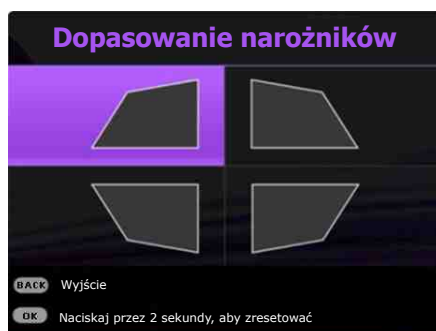 Dopasowanie narożników
BACK Wyjście
OK Naciskaj przez 2 sekundy, aby zresetować